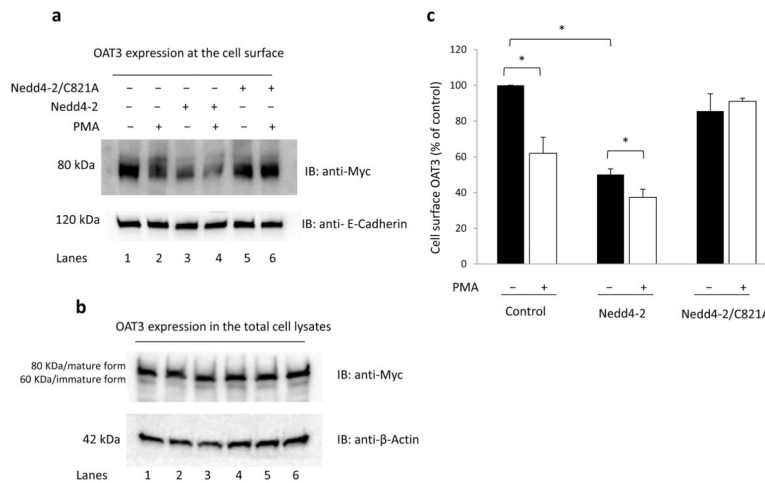 a
OAT3 expression at the cell surface
Nedd4-2/C821A – – – – + +
Nedd4-2 – – + + – –
PMA – + – + – +
80 kDa IB: anti-Myc
120 kDa IB: anti- E-Cadherin
Lanes 1 2 3 4 5 6
b
OAT3 expression in the total cell lysates
80 KDa/mature form
60 KDa/immature form
IB: anti-Myc
42 kDa IB: anti-β-Actin
Lanes 1 2 3 4 5 6
c
Cell surface OAT3 (% of control)
120
100
80
60
40
20
0
*
*
*
PMA – + – + – +
Control Nedd4-2 Nedd4-2/C821A